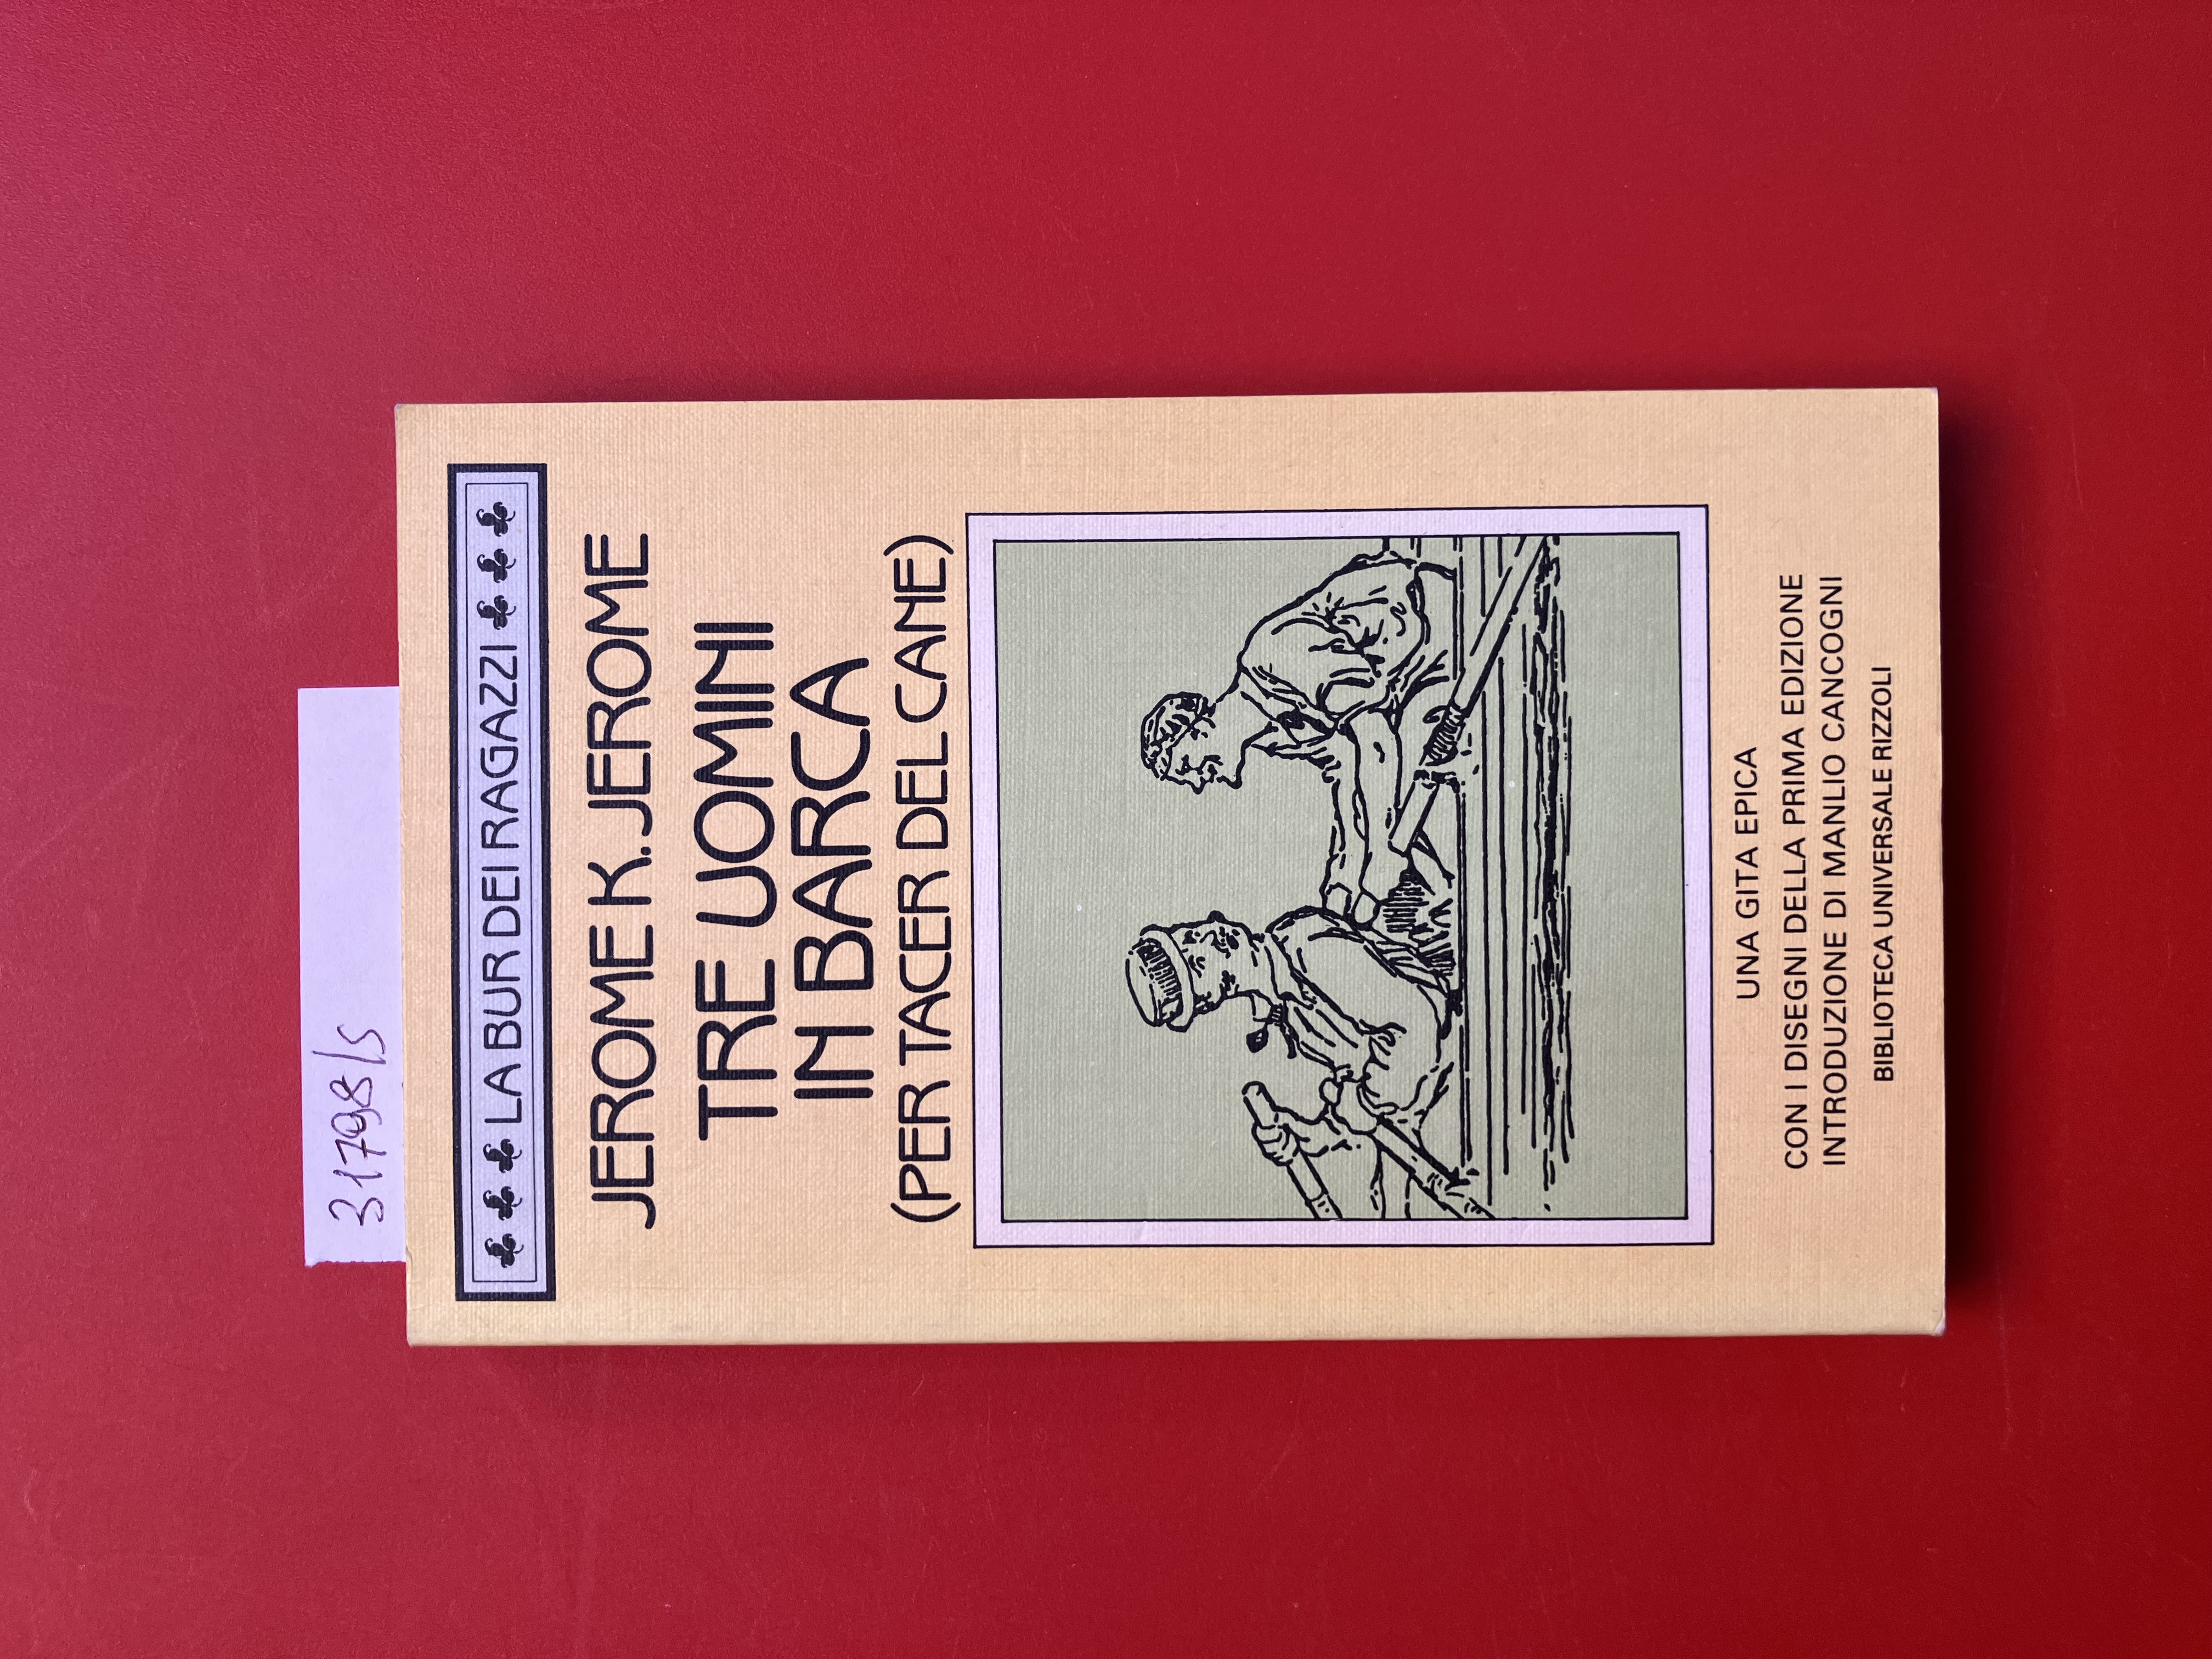 31798/S
LA BUR DEI RAGAZZI
JEROME K. JEROME
TRE UOMINI
IN BARCA
(PER TACER DEL CANE)
UNA GITA EPICA
CON I DISEGNI DELLA PRIMA EDIZIONE
INTRODUZIONE DI MANLIO CANCOGNI
BIBLIOTECA UNIVERSALE RIZZOLI